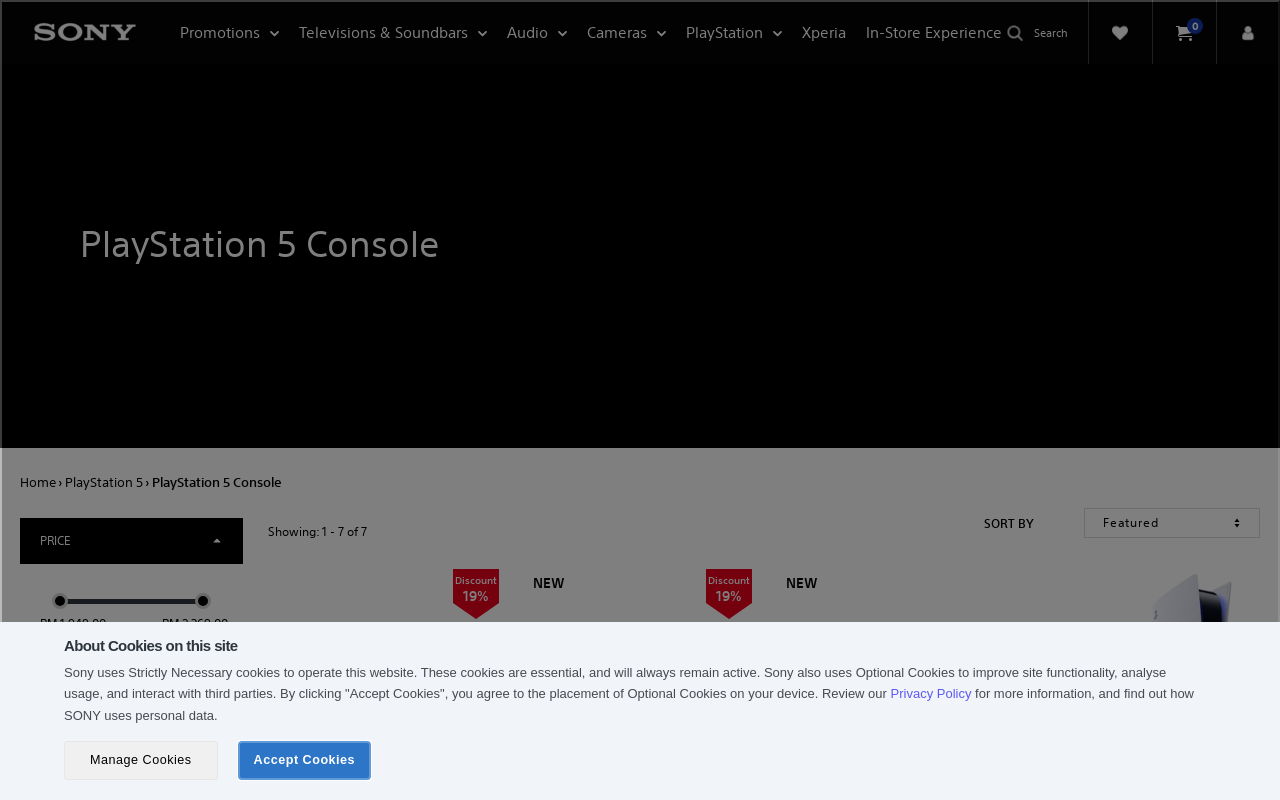 SONY
Promotions
Televisions & Soundbars
Audio
Cameras
PlayStation
Xperia
In-Store Experience
Search
0
PlayStation 5 Console
Home › PlayStation 5 › PlayStation 5 Console
PRICE
Showing: 1 - 7 of 7
SORT BY
Featured
Discount
19%
NEW
Discount
19%
NEW
About Cookies on this site
Sony uses Strictly Necessary cookies to operate this website. These cookies are essential, and will always remain active. Sony also uses Optional Cookies to improve site functionality, analyse
usage, and interact with third parties. By clicking "Accept Cookies", you agree to the placement of Optional Cookies on your device. Review our Privacy Policy for more information, and find out how
SONY uses personal data.
Manage Cookies
Accept Cookies